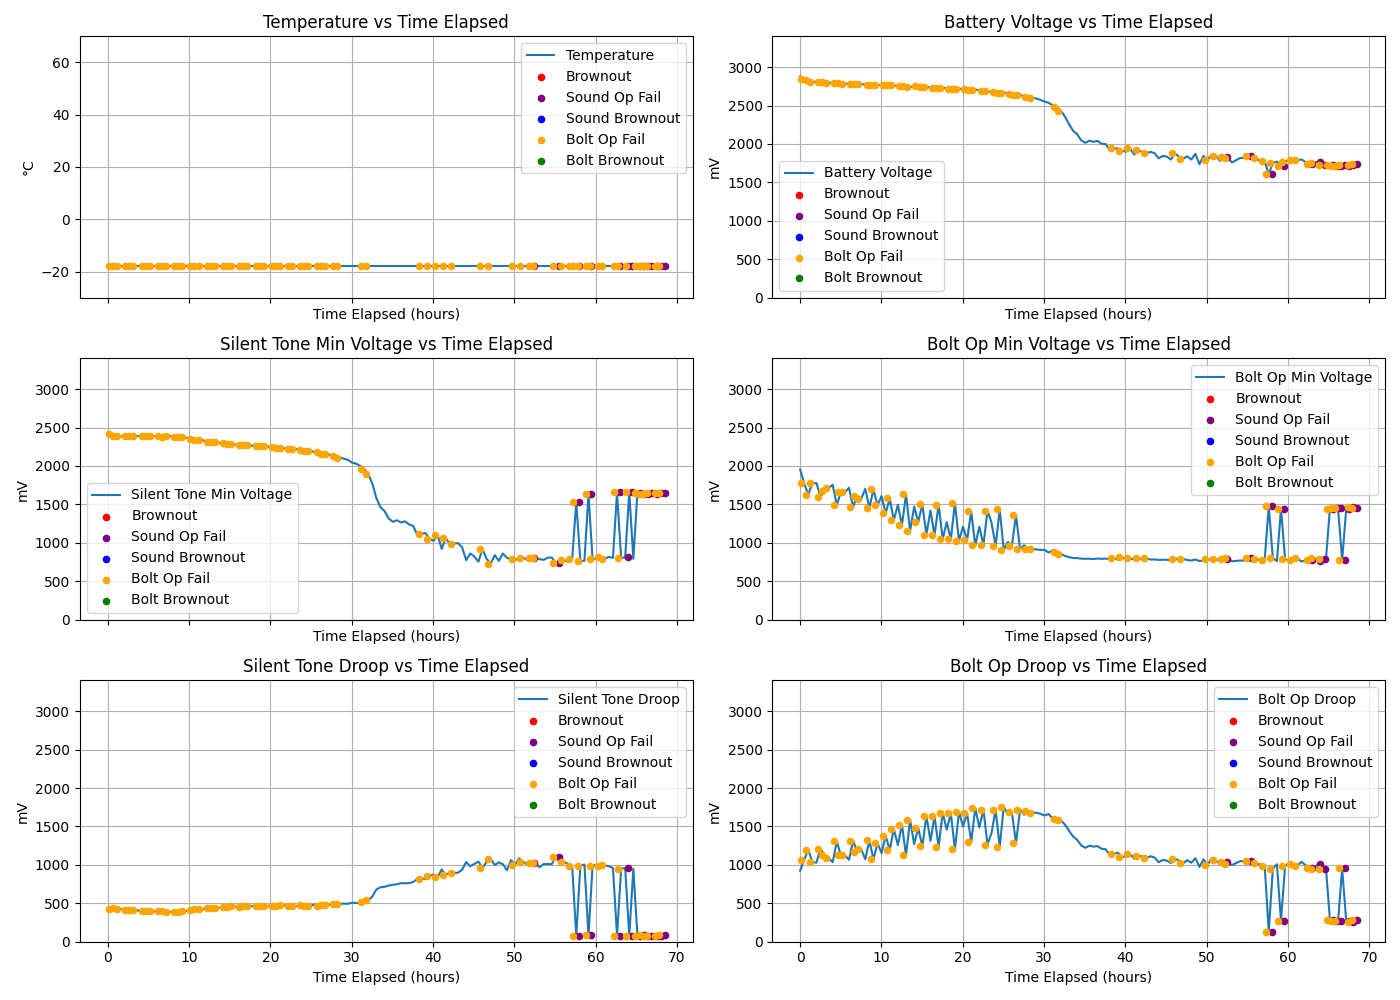 Temperature vs Time Elapsed
°C
60
40
20
0
−20
Temperature
Brownout
Sound Op Fail
Sound Brownout
Bolt Op Fail
Bolt Brownout
Time Elapsed (hours)
Battery Voltage vs Time Elapsed
mV
3000
2500
2000
1500
1000
500
0
Battery Voltage
Brownout
Sound Op Fail
Sound Brownout
Bolt Op Fail
Bolt Brownout
Time Elapsed (hours)
Silent Tone Min Voltage vs Time Elapsed
mV
3000
2500
2000
1500
1000
500
0
Silent Tone Min Voltage
Brownout
Sound Op Fail
Sound Brownout
Bolt Op Fail
Bolt Brownout
Time Elapsed (hours)
Bolt Op Min Voltage vs Time Elapsed
mV
3000
2500
2000
1500
1000
500
0
Bolt Op Min Voltage
Brownout
Sound Op Fail
Sound Brownout
Bolt Op Fail
Bolt Brownout
Time Elapsed (hours)
Silent Tone Droop vs Time Elapsed
mV
3000
2500
2000
1500
1000
500
0
Silent Tone Droop
Brownout
Sound Op Fail
Sound Brownout
Bolt Op Fail
Bolt Brownout
0 10 20 30 40 50 60 70
Time Elapsed (hours)
Bolt Op Droop vs Time Elapsed
mV
3000
2500
2000
1500
1000
500
0
Bolt Op Droop
Brownout
Sound Op Fail
Sound Brownout
Bolt Op Fail
Bolt Brownout
0 10 20 30 40 50 60 70
Time Elapsed (hours)